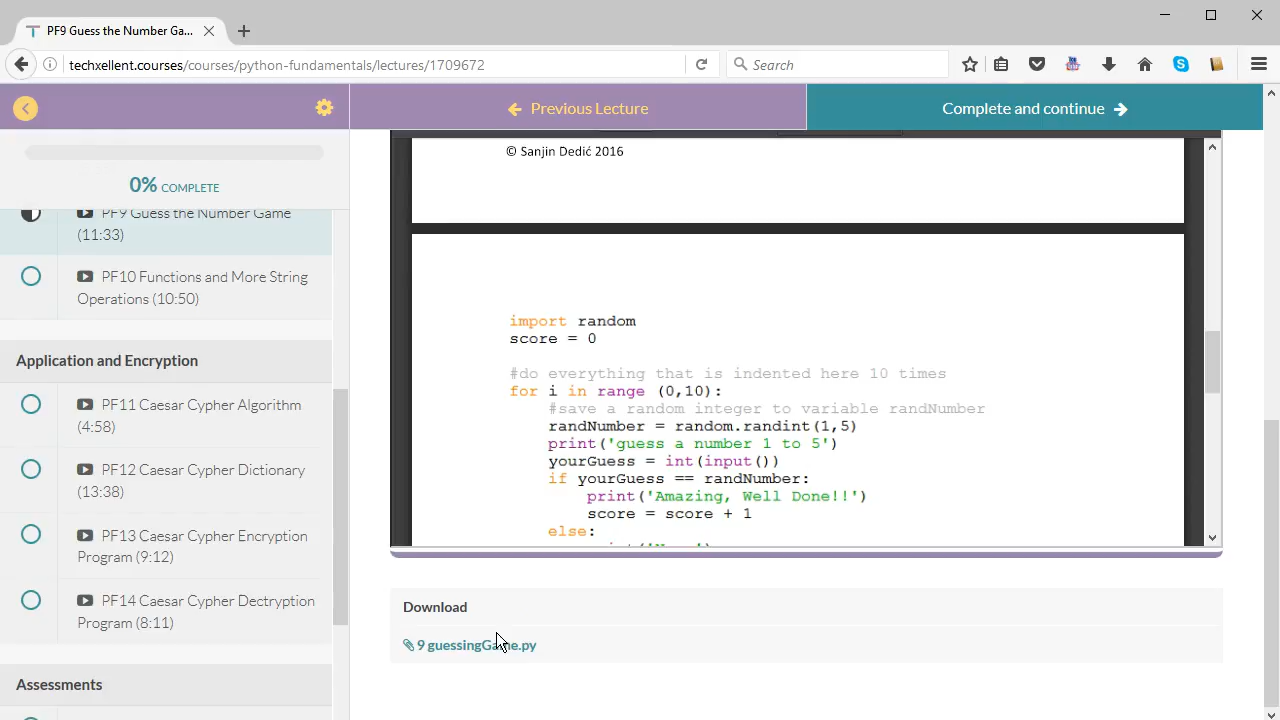 PF9 Guess the Number Ga...
techxellent.courses/courses/python-fundamentals/lectures/1709672
Search
Previous Lecture
Complete and continue
0% COMPLETE
PF9 Guess the Number Game
(11:33)
PF10 Functions and More String
Operations (10:50)
Application and Encryption
PF11 Caesar Cypher Algorithm
(4:58)
PF12 Caesar Cypher Dictionary
(13:38)
PF13 Caesar Cypher Encryption
Program (9:12)
PF14 Caesar Cypher Dectryption
Program (8:11)
Assessments
© Sanjin Dedić 2016
import random
score = 0
#do everything that is indented here 10 times
for i in range (0,10):
#save a random integer to variable randNumber
randNumber = random.randint(1,5)
print('guess a number 1 to 5')
yourGuess = int(input())
if yourGuess == randNumber:
print('Amazing, Well Done!!')
score = score + 1
else:
Download
9 guessingGame.py